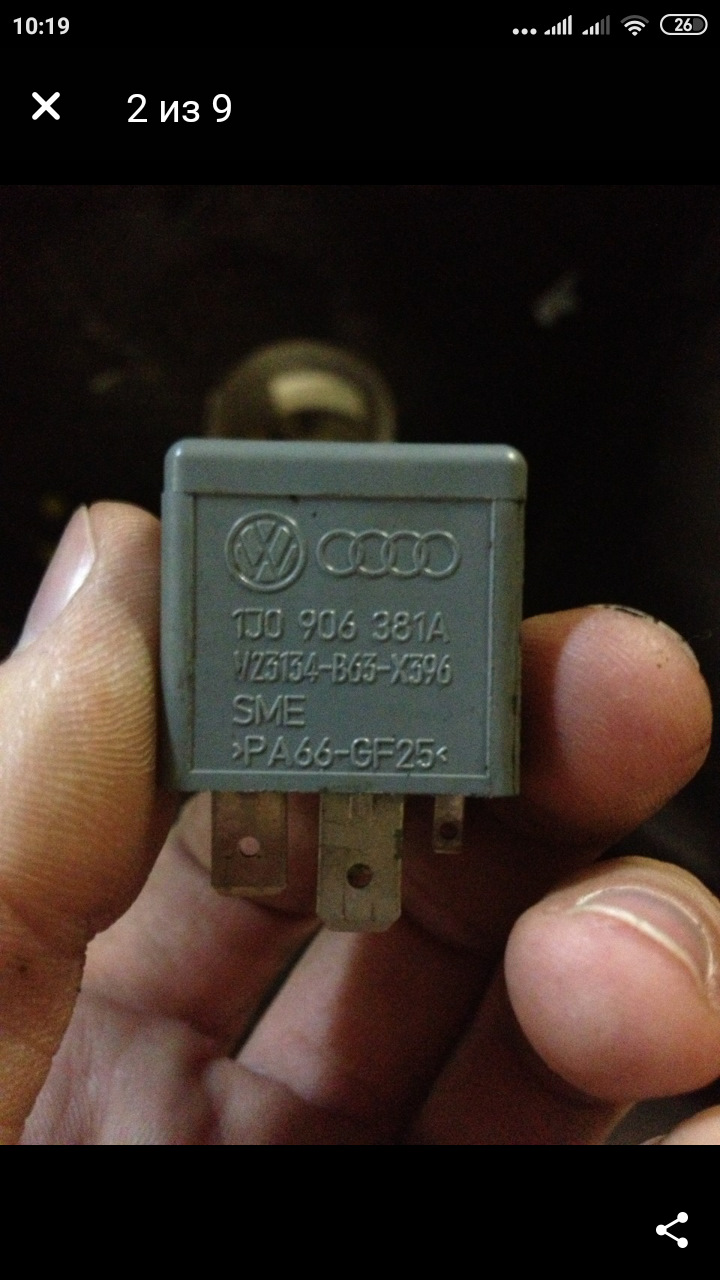 10:19
26
2 из 9
1J0 906 381A
V23134-B63-X396
SME
>PA66-GF25<